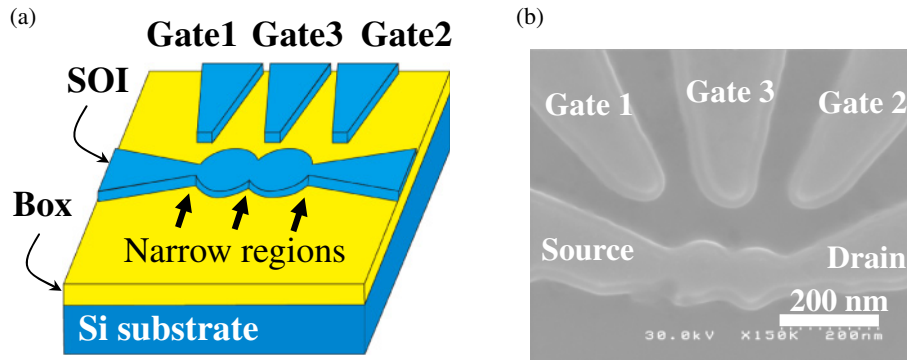 (a)
Gate1 Gate3 Gate2
SOI
Box
Narrow regions
Si substrate
(b)
Gate 1
Gate 3
Gate 2
Source
Drain
200 nm
30.0kV X150K 200nm